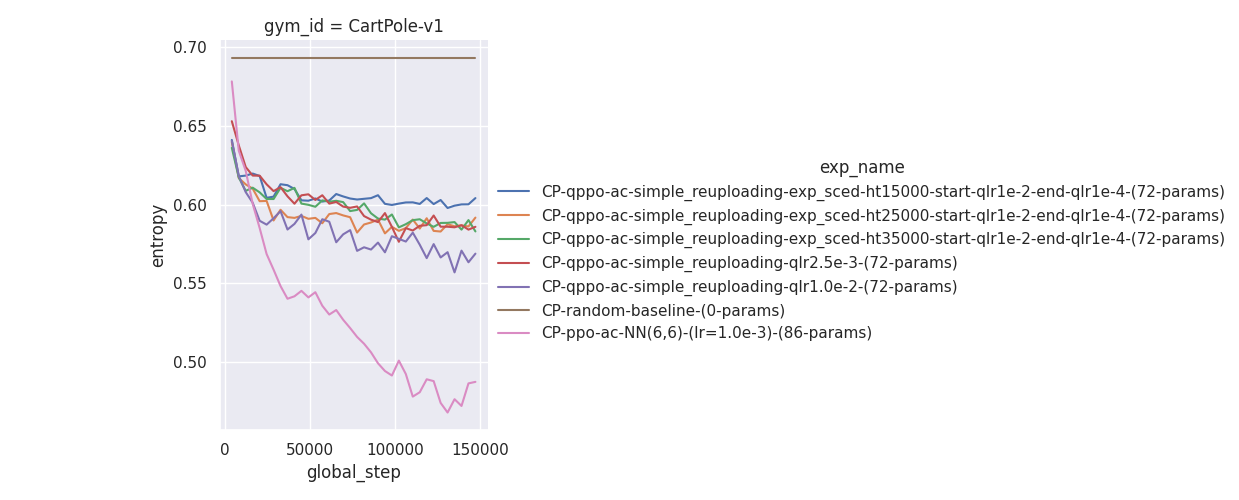 gym_id = CartPole-v1
0.70
0.65
0.60
0.55
0.50
entropy
0
50000
100000
150000
global_step
exp_name
CP-qppo-ac-simple_reuploading-exp_sced-ht15000-start-qlr1e-2-end-qlr1e-4-(72-params)
CP-qppo-ac-simple_reuploading-exp_sced-ht25000-start-qlr1e-2-end-qlr1e-4-(72-params)
CP-qppo-ac-simple_reuploading-exp_sced-ht35000-start-qlr1e-2-end-qlr1e-4-(72-params)
CP-qppo-ac-simple_reuploading-qlr2.5e-3-(72-params)
CP-qppo-ac-simple_reuploading-qlr1.0e-2-(72-params)
CP-random-baseline-(0-params)
CP-ppo-ac-NN(6,6)-(lr=1.0e-3)-(86-params)